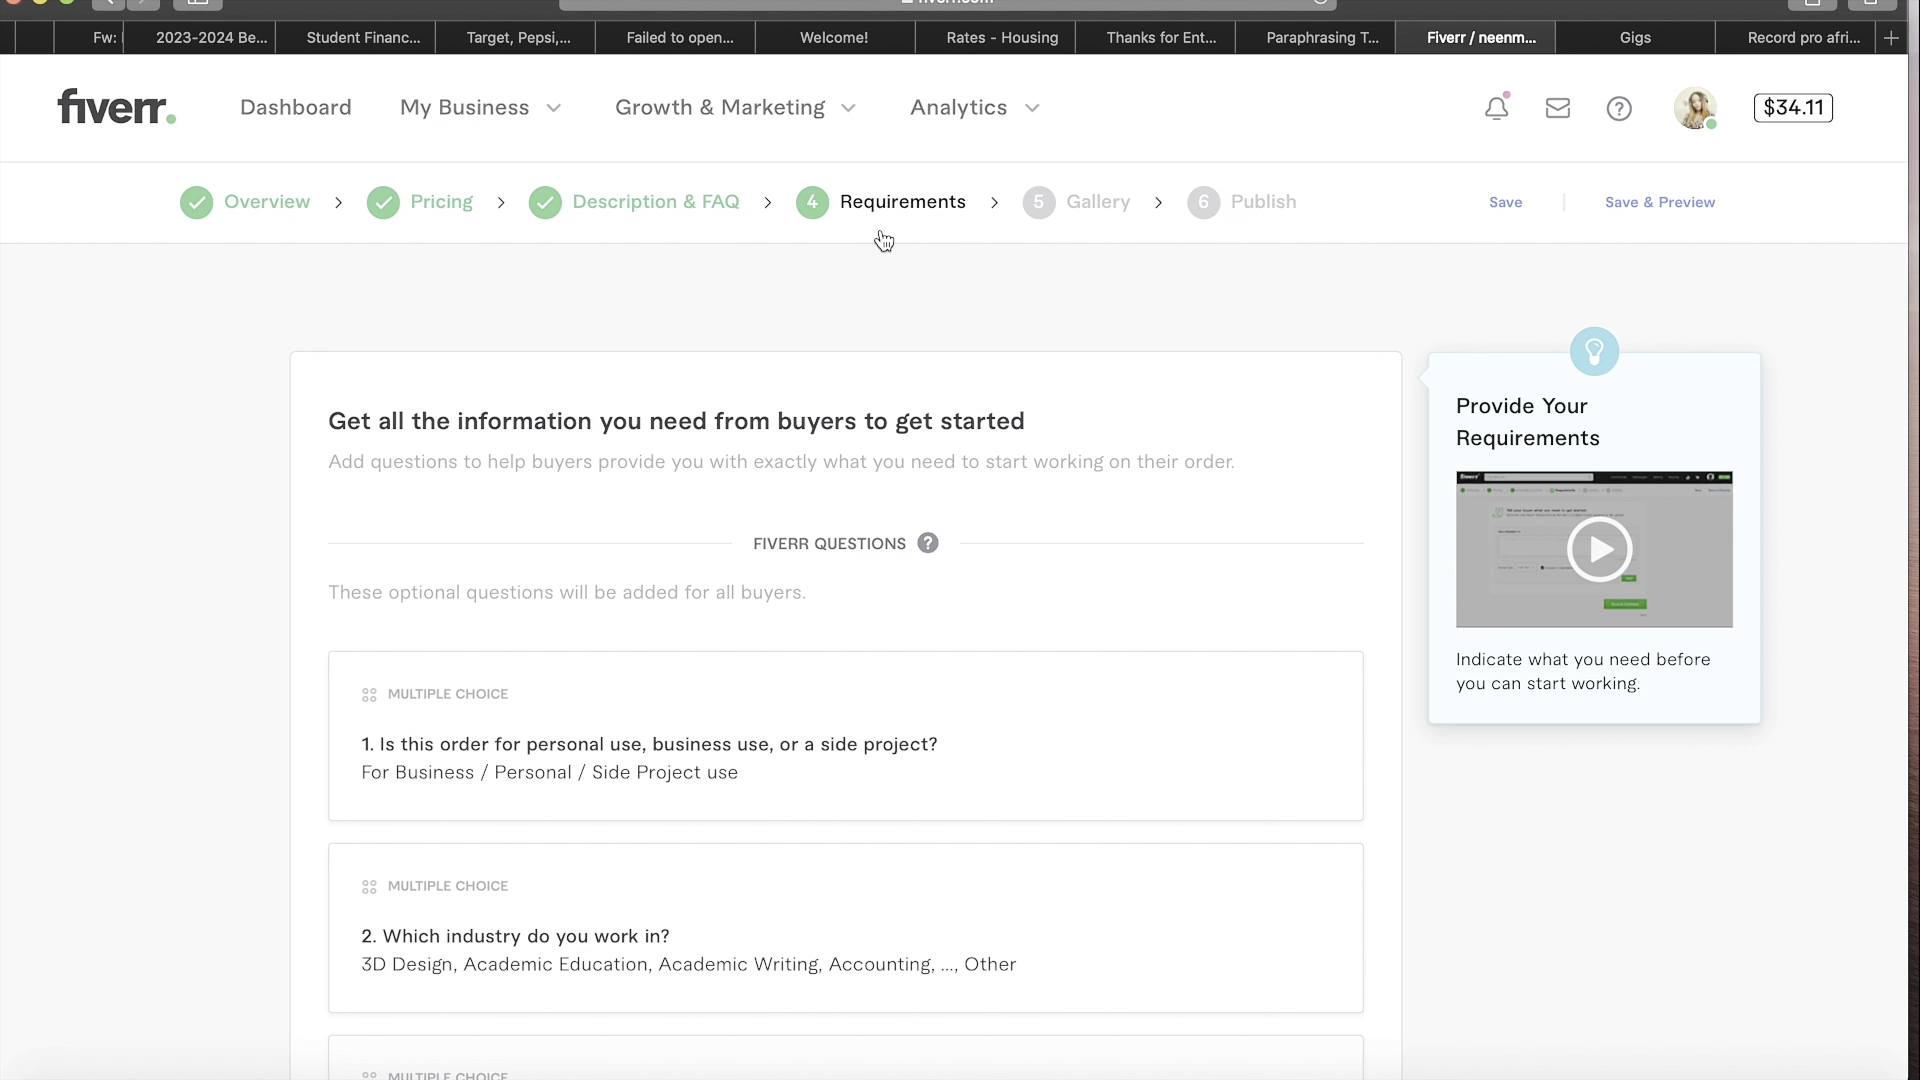 Fw:
2023-2024 Be...
Student Financ...
Target, Pepsi,...
Failed to open...
Welcome!
Rates - Housing
Thanks for Ent...
Paraphrasing T...
Fiverr / neenm...
Gigs
Record pro afri...
fiverr.
Dashboard
My Business
Growth & Marketing
Analytics
$34.11
Overview
Pricing
Description & FAQ
4 Requirements
5 Gallery
6 Publish
Save
Save & Preview
Get all the information you need from buyers to get started
Add questions to help buyers provide you with exactly what you need to start working on their order.
FIVERR QUESTIONS ?
These optional questions will be added for all buyers.
MULTIPLE CHOICE
1. Is this order for personal use, business use, or a side project?
For Business / Personal / Side Project use
MULTIPLE CHOICE
2. Which industry do you work in?
3D Design, Academic Education, Academic Writing, Accounting, ..., Other
MULTIPLE CHOICE
Provide Your
Requirements
fiverr
Indicate what you need before
you can start working.